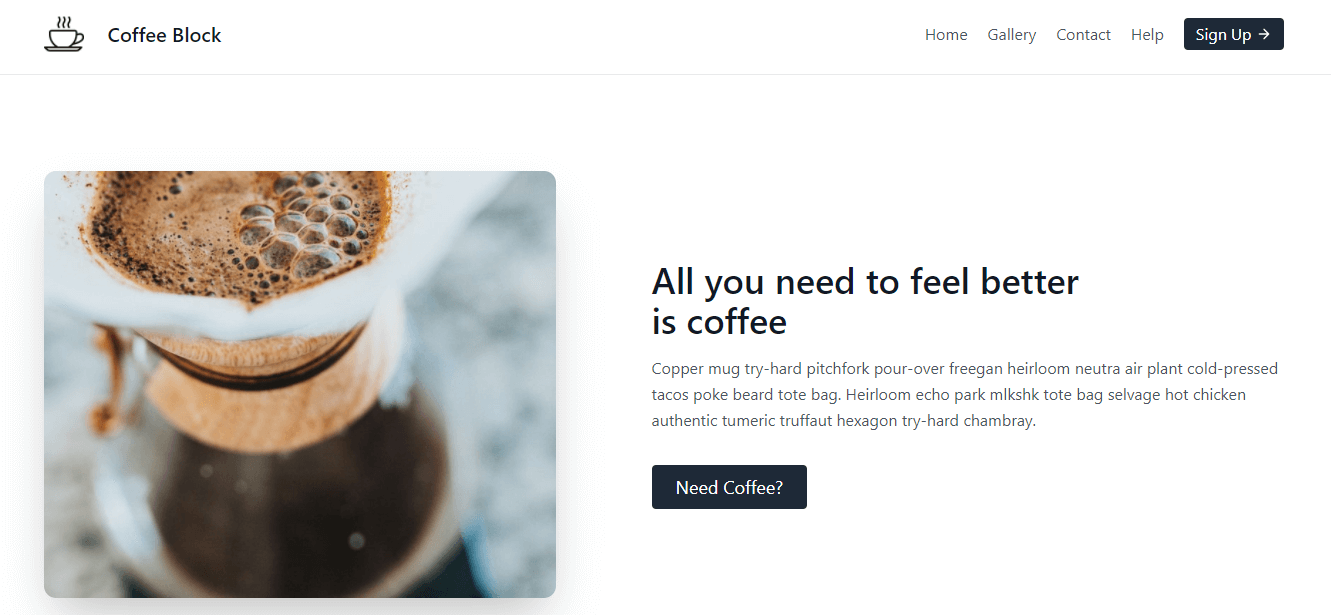 Coffee Block
Home Gallery Contact Help Sign Up →
All you need to feel better
is coffee
Copper mug try-hard pitchfork pour-over freegan heirloom neutra air plant cold-pressed
tacos poke beard tote bag. Heirloom echo park mlkshk tote bag selvage hot chicken
authentic tumeric truffaut hexagon try-hard chambray.
Need Coffee?